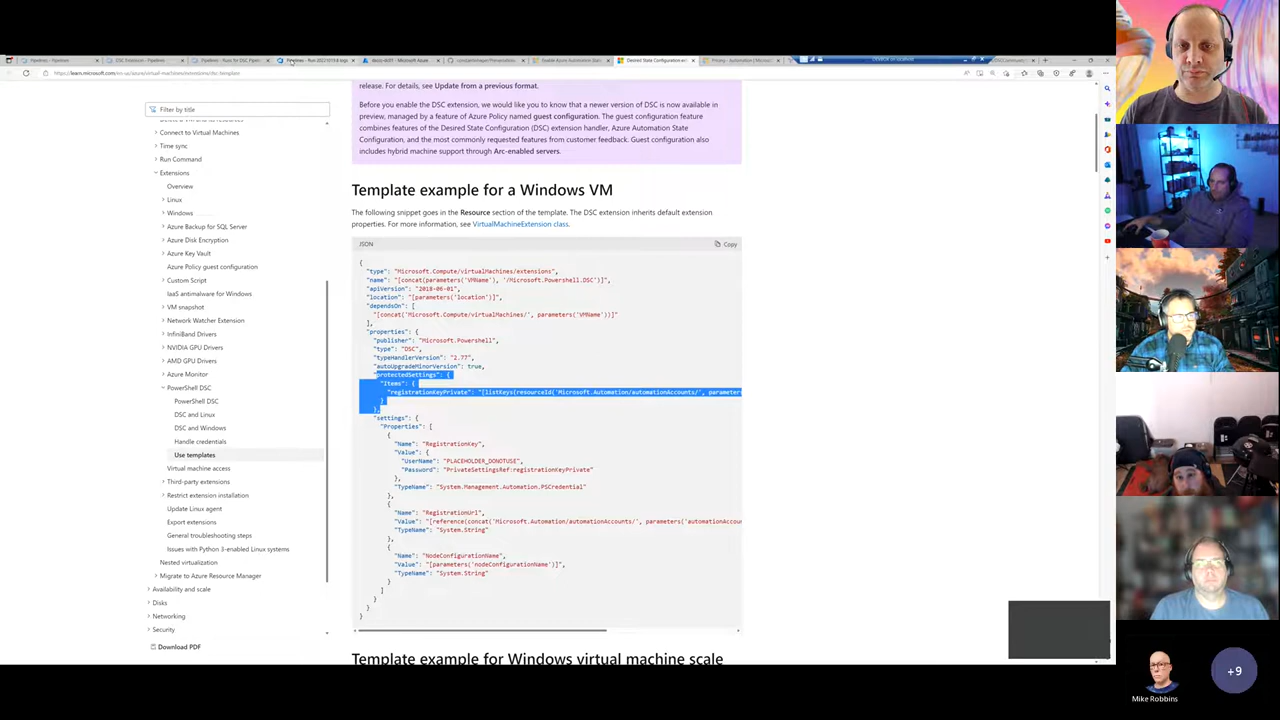 https://learn.microsoft.com/en-us/azure/virtual-machines/extensions/dsc-template
Filter by title
Connect to Virtual Machines
Time sync
Run Command
Extensions
Overview
Linux
Windows
Azure Backup for SQL Server
Azure Disk Encryption
Azure Key Vault
Azure Policy guest configuration
Custom Script
IaaS antimalware for Windows
VM snapshot
Network Watcher Extension
InfiniBand Drivers
NVIDIA GPU Drivers
AMD GPU Drivers
Azure Monitor
PowerShell DSC
PowerShell DSC
DSC and Linux
DSC and Windows
Handle credentials
Use templates
Virtual machine access
Third-party extensions
Restrict extension installation
Update Linux agent
Export extensions
General troubleshooting steps
Issues with Python 3-enabled Linux systems
Nested virtualization
Migrate to Azure Resource Manager
Availability and scale
Disks
Networking
Security
Download PDF
release. For details, see Update from a previous format.
Before you enable the DSC extension, we would like you to know that a newer version of DSC is now available in
preview, managed by a feature of Azure Policy named guest configuration. The guest configuration feature
combines features of the Desired State Configuration (DSC) extension handler, Azure Automation State
Configuration, and the most commonly requested features from customer feedback. Guest configuration also
includes hybrid machine support through Arc-enabled servers.
Template example for a Windows VM
The following snippet goes in the Resource section of the template. The DSC extension inherits default extension
properties. For more information, see VirtualMachineExtension class.
JSON
Copy
{
"type": "Microsoft.Compute/virtualMachines/extensions",
"name": "[concat(parameters('VMName'), '/Microsoft.Powershell.DSC')]",
"apiVersion": "2018-06-01",
"location": "[parameters('location')]",
"dependsOn": [
"[concat('Microsoft.Compute/virtualMachines/', parameters('VMName'))]"
],
"properties": {
"publisher": "Microsoft.Powershell",
"type": "DSC",
"typeHandlerVersion": "2.77",
"autoUpgradeMinorVersion": true,
"protectedSettings": {
"Items": {
"registrationKeyPrivate": "[listKeys(resourceId('Microsoft.Automation/automationAccounts/', parameters
}
},
"settings": {
"Properties": [
{
"Name": "RegistrationKey",
"Value": {
"UserName": "PLACEHOLDER_DONOTUSE",
"Password": "PrivateSettingsRef:registrationKeyPrivate"
},
"TypeName": "System.Management.Automation.PSCredential"
},
{
"Name": "RegistrationUrl",
"Value": "[reference(concat('Microsoft.Automation/automationAccounts/', parameters('automationAccou
"TypeName": "System.String"
},
{
"Name": "NodeConfigurationName",
"Value": "[parameters('nodeConfigurationName')]",
"TypeName": "System.String"
}
]
}
}
}
Template example for Windows virtual machine scale
Mike Robbins
+9